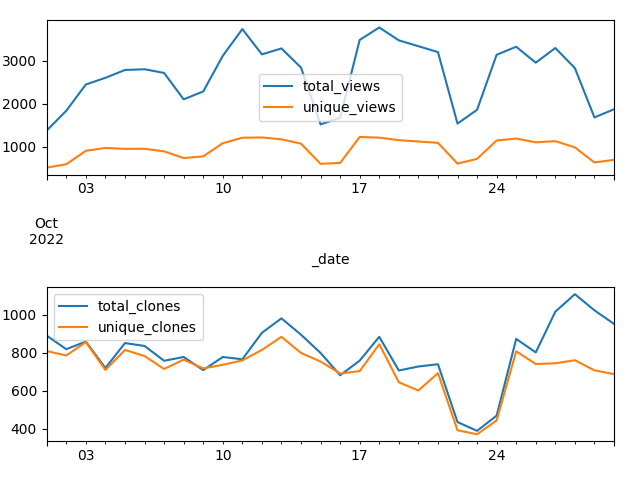 3000
2000
1000
total_views
unique_views
03
10
17
24
Oct
2022
_date
1000
800
600
400
total_clones
unique_clones
03
10
17
24